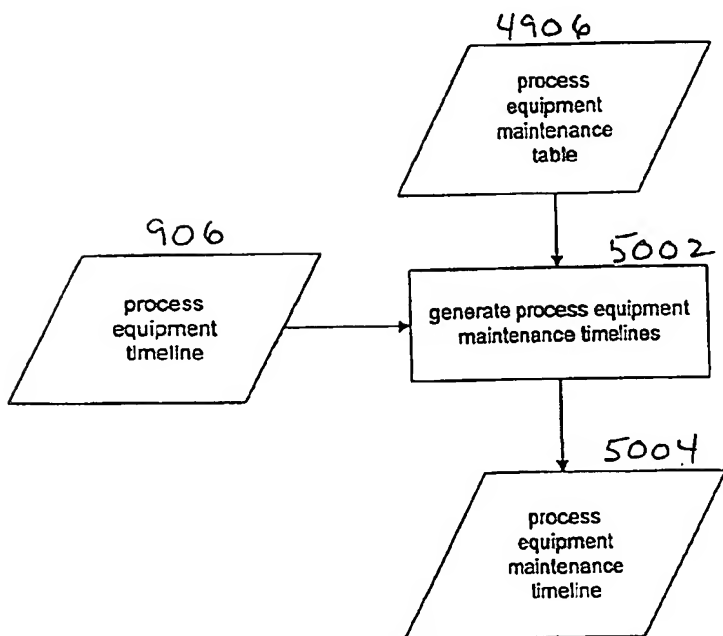 4906
process
equipment
maintenance
table
906
process
equipment
timeline
5002
generate process equipment
maintenance timelines
5004
process
equipment
maintenance
timeline